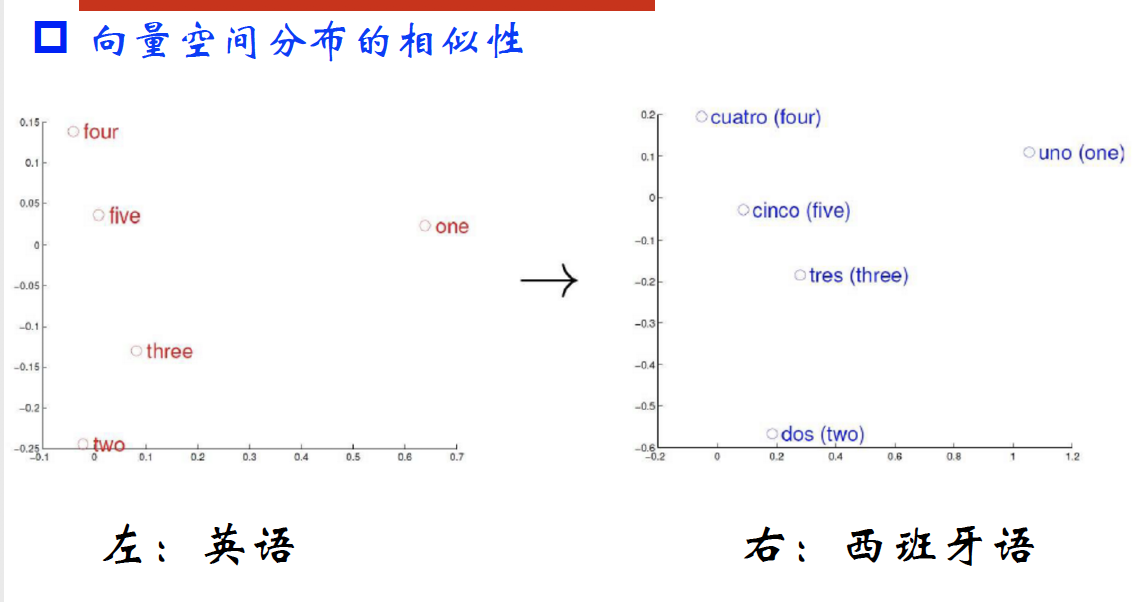 向量空间分布的相似性
0.15
four
0.1
0.05
five
one
0
-0.05
-0.1
three
-0.15
-0.2
two
-0.25
-0.1 0 0.1 0.2 0.3 0.4 0.5 0.6 0.7
0.2
cuatro (four)
uno (one)
0.1
0
cinco (five)
-0.1
tres (three)
-0.2
-0.3
-0.4
dos (two)
-0.5
-0.6
-0.2 0 0.2 0.4 0.6 0.8 1 1.2
左：英语
右：西班牙语